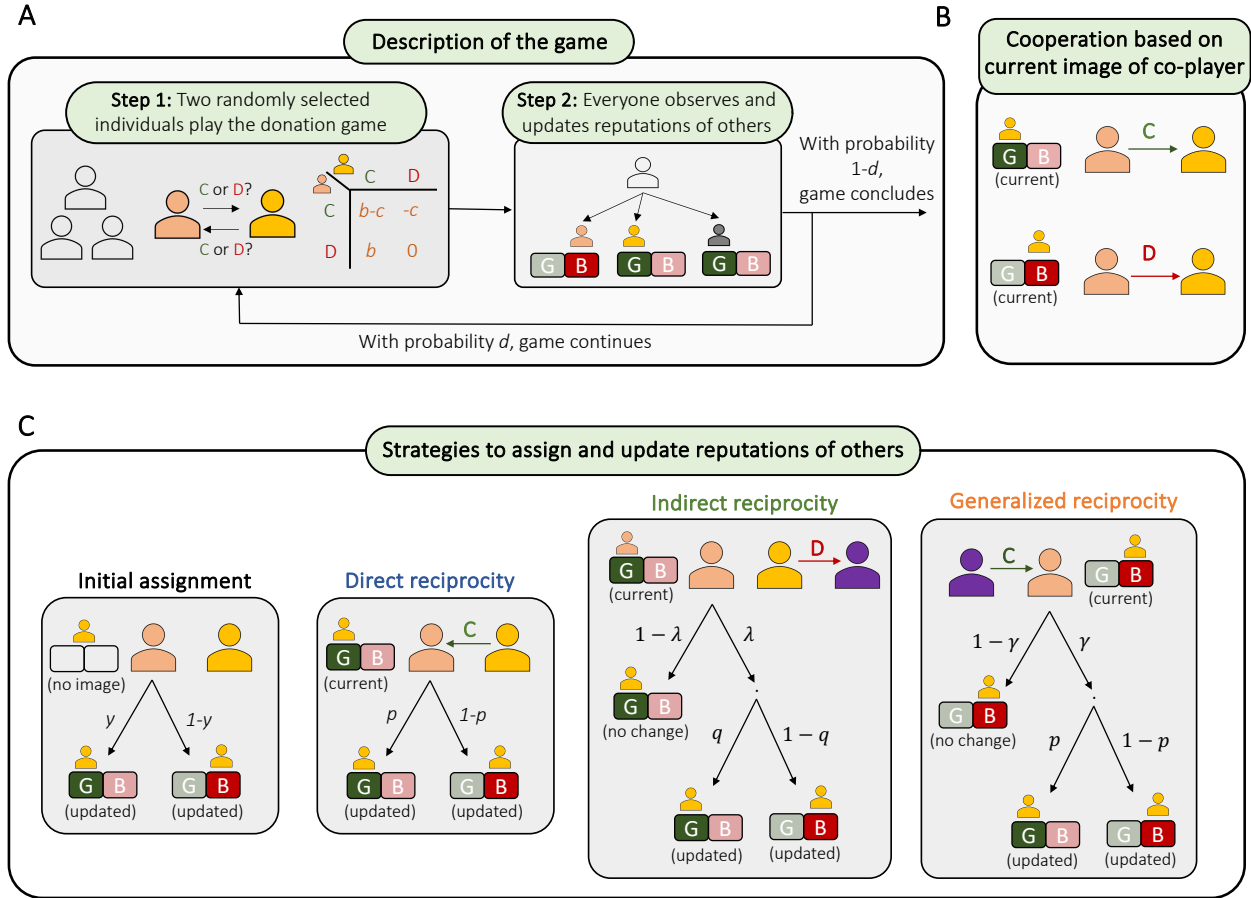 A
Description of the game
Step 1: Two randomly selected
individuals play the donation game
C or D?
C or D?
C D
C b-c -c
D b 0
Step 2: Everyone observes and
updates reputations of others
G B G B G B
With probability
1-d,
game concludes
With probability d, game continues
B
Cooperation based on
current image of co-player
G B
(current)
C
G B
(current)
D
C
Strategies to assign and update reputations of others
Initial assignment
(no image)
y 1-y
G B G B
(updated) (updated)
Direct reciprocity
G B
(current)
C
p 1-p
G B G B
(updated) (updated)
Indirect reciprocity
G B
(current)
D
1 − λ λ
G B
(no change)
q 1 − q
G B G B
(updated) (updated)
Generalized reciprocity
C
G B
(current)
1 − γ γ
G B
(no change)
p 1 − p
G B G B
(updated) (updated)